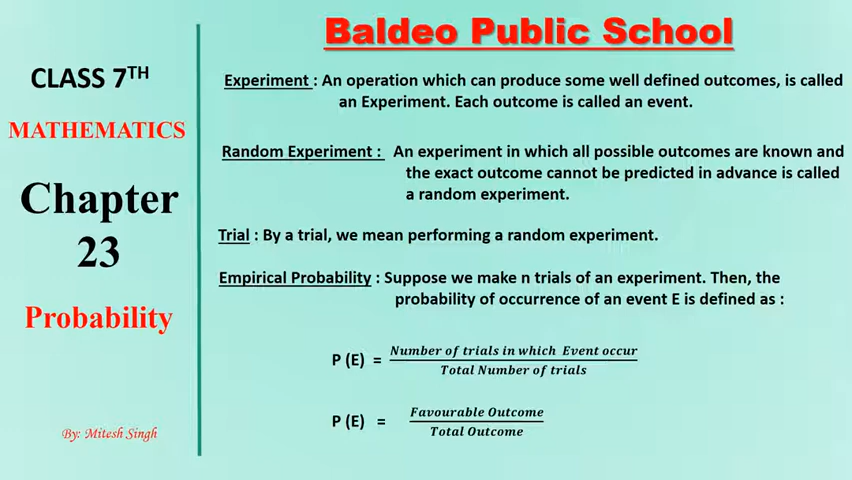 Baldeo Public School
CLASS 7TH
MATHEMATICS
Chapter
23
Probability
By: Mitesh Singh
Experiment : An operation which can produce some well defined outcomes, is called
an Experiment. Each outcome is called an event.
Random Experiment : An experiment in which all possible outcomes are known and
the exact outcome cannot be predicted in advance is called
a random experiment.
Trial : By a trial, we mean performing a random experiment.
Empirical Probability : Suppose we make n trials of an experiment. Then, the
probability of occurrence of an event E is defined as :
P (E) = Number of trials in which Event occur
Total Number of trials
P (E) = Favourable Outcome
Total Outcome